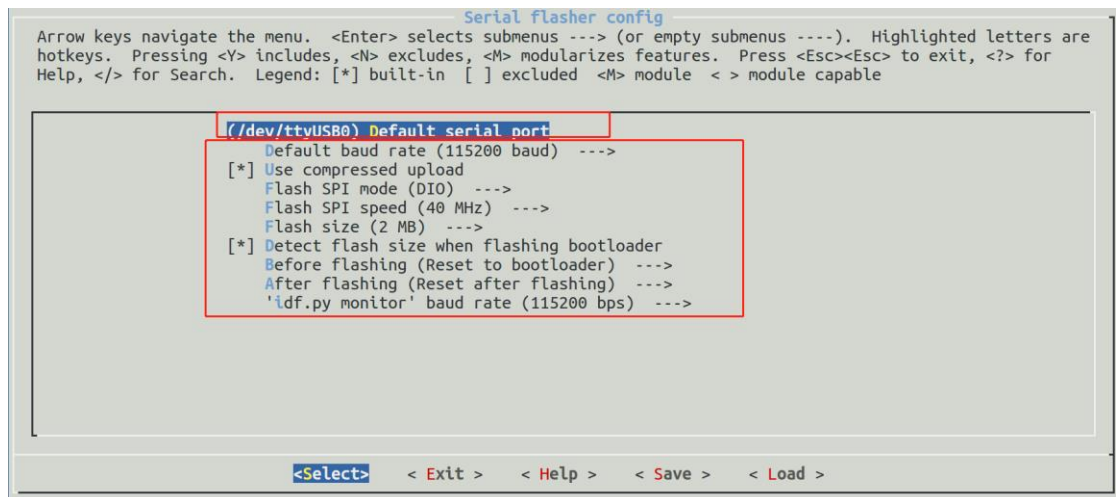 Serial flasher config
Arrow keys navigate the menu.  <Enter> selects submenus ---> (or empty submenus ----).  Highlighted letters are
hotkeys.  Pressing <Y> includes, <N> excludes, <M> modularizes features.  Press <Esc><Esc> to exit, <?> for
Help, </> for Search.  Legend: [*] built-in  [ ] excluded  <M> module  < > module capable
(/dev/ttyUSB0) Default serial port
Default baud rate (115200 baud)  --->
[*] Use compressed upload
Flash SPI mode (DIO)  --->
Flash SPI speed (40 MHz)  --->
Flash size (2 MB)  --->
[*] Detect flash size when flashing bootloader
Before flashing (Reset to bootloader)  --->
After flashing (Reset after flashing)  --->
'idf.py monitor' baud rate (115200 bps)  --->
<Select>    < Exit >    < Help >    < Save >    < Load >